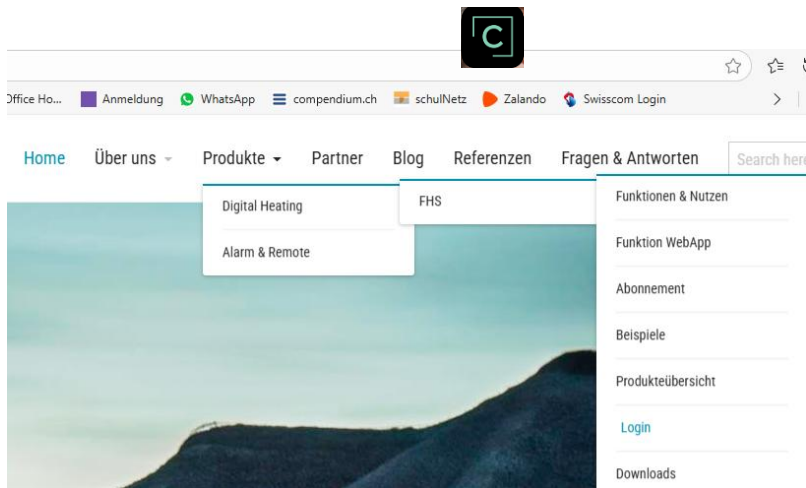 C
Office Ho... Anmeldung WhatsApp compendium.ch schulNetz Zalando Swisscom Login
Home Über uns Produkte Partner Blog Referenzen Fragen & Antworten Search here
Digital Heating
Alarm & Remote
FHS
Funktionen & Nutzen
Funktion WebApp
Abonnement
Beispiele
Produkteübersicht
Login
Downloads